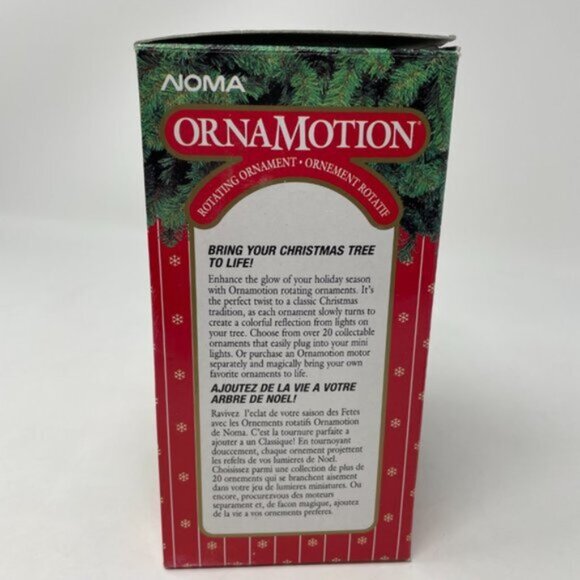 NOMA®
ORNAMOTION™
ROTATING ORNAMENT • ORNEMENT ROTATIF
BRING YOUR CHRISTMAS TREE
TO LIFE!
Enhance the glow of your holiday season
with Ornamotion rotating ornaments. It's
the perfect twist to a classic Christmas
tradition, as each ornament slowly turns to
create a colorful reflection from lights on
your tree. Choose from over 20 collectable
ornaments that easily plug into your mini
lights. Or purchase an Ornamotion motor
separately and magically bring your own
favorite ornaments to life.
AJOUTEZ DE LA VIE A VOTRE
ARBRE DE NOEL!
Ravivez l'eclat de votre saison des Fetes
avec les Ornements rotatifs Ornamotion
de Noma. C'est la tournure parfaite a
ajouter a un Classique! En tournoyant
douccement, chaque ornement projettent
les refelts de vos lumieres de Noel.
Choisissez parmi une collection de plus de
20 ornements qui se branchent aisement
dans votre jeu de lumieres miniatures. Ou
encore, procurezvous des moteurs
separament et, de facon magique, ajoutez
de la vie a vos ornements preferes.